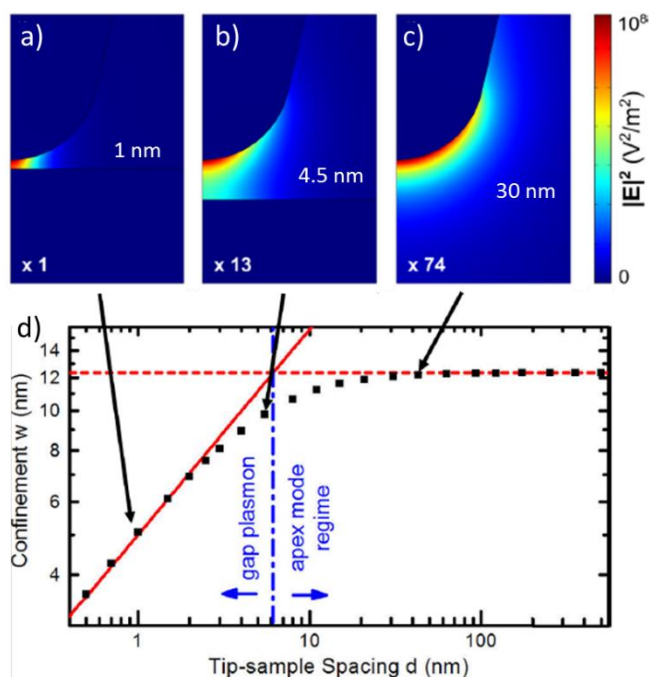 a)
b)
c)
10⁸
1 nm
4.5 nm
30 nm
|E|² (V²/m²)
x 1
x 13
x 74
0
d)
14
12
10
8
6
4
Confinement w (nm)
gap plasmon
apex mode
regime
1
10
100
Tip-sample Spacing d (nm)